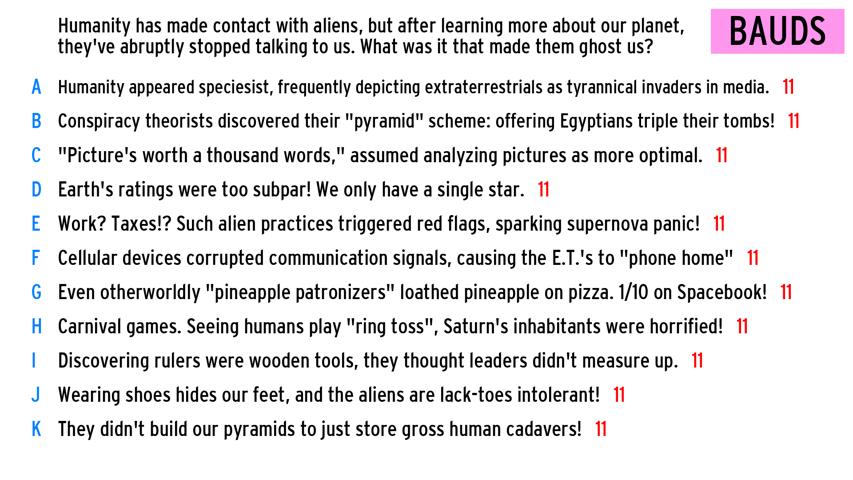 Humanity has made contact with aliens, but after learning more about our planet,
they've abruptly stopped talking to us. What was it that made them ghost us?
BAUDS
A Humanity appeared speciesist, frequently depicting extraterrestrials as tyrannical invaders in media. 11
B Conspiracy theorists discovered their "pyramid" scheme: offering Egyptians triple their tombs! 11
C "Picture's worth a thousand words," assumed analyzing pictures as more optimal. 11
D Earth's ratings were too subpar! We only have a single star. 11
E Work? Taxes!? Such alien practices triggered red flags, sparking supernova panic! 11
F Cellular devices corrupted communication signals, causing the E.T.'s to "phone home" 11
G Even otherworldly "pineapple patronizers" loathed pineapple on pizza. 1/10 on Spacebook! 11
H Carnival games. Seeing humans play "ring toss", Saturn's inhabitants were horrified! 11
I Discovering rulers were wooden tools, they thought leaders didn't measure up. 11
J Wearing shoes hides our feet, and the aliens are lack-toes intolerant! 11
K They didn't build our pyramids to just store gross human cadavers! 11